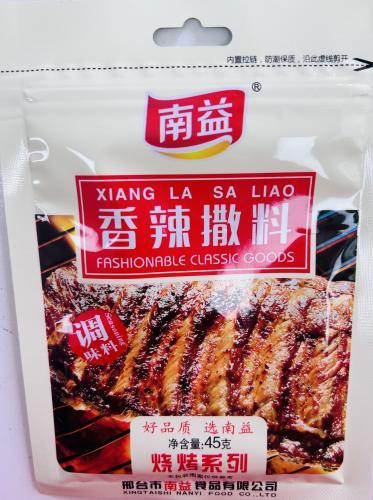 内置拉链，防潮保质，沿此虚线剪开
南益®
XIANG LA SA LIAO
香辣撒料
FASHIONABLE CLASSIC GOODS
调味料
Seasoning
好品质 选南益
净含量:45克
烧烤系列
邢台市南益食品有限公司
XINGTAISHI NANYI FOOD CO.,LTD